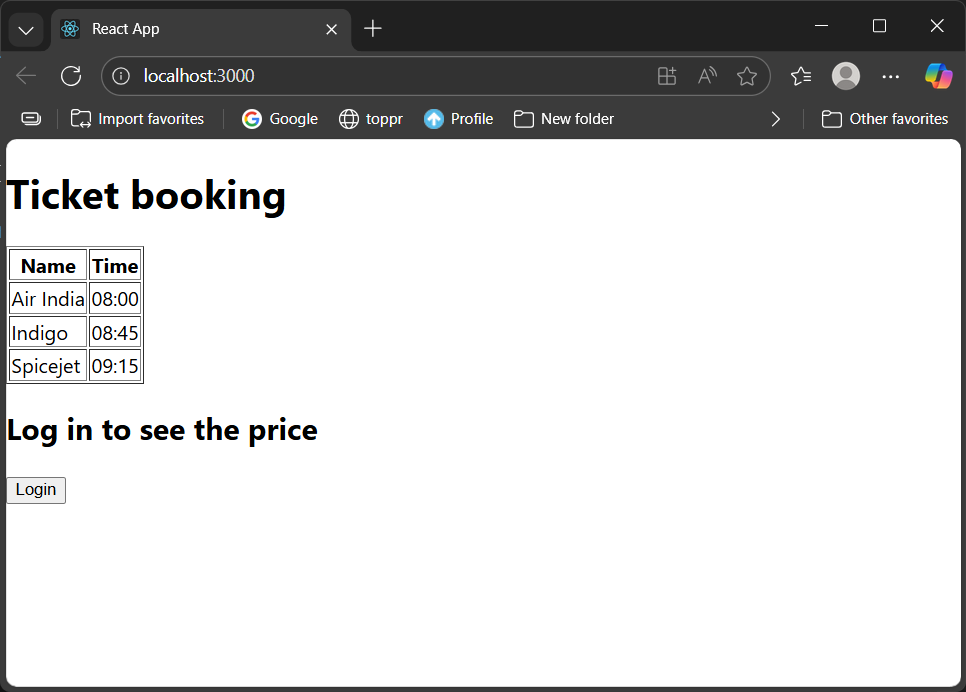 React App
localhost:3000
Import favorites Google toppr Profile New folder Other favorites
Ticket booking
Name Time
Air India 08:00
Indigo 08:45
Spicejet 09:15
Log in to see the price
Login